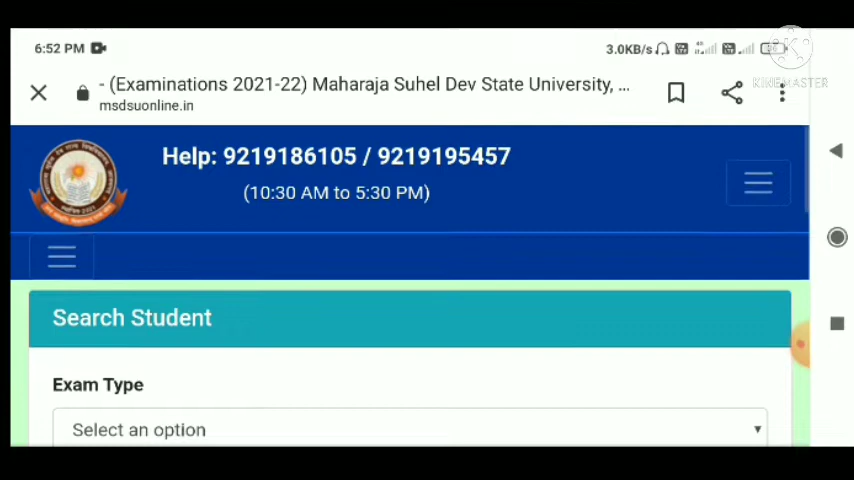 6:52 PM
3.0KB/s
KINEMASTER
- (Examinations 2021-22) Maharaja Suhel Dev State University, ...
msdsuonline.in
Help: 9219186105 / 9219195457
(10:30 AM to 5:30 PM)
Search Student
Exam Type
Select an option